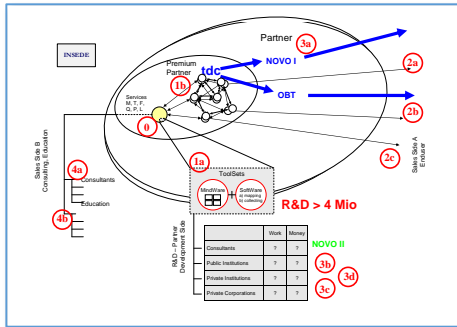 Partner
3a
INSEDE
Premium
Partner
tdc
NOVO I
2a
1b
Services
M, T, F,
Q, P, L
OBT
0
2b
Sales Side B
Consulting, Education
Sales Side A
Enduser
1a
2c
4a
ToolSets
Consultants
MindWare
+
SoftWare
a) mapping
b) collecting
R&D > 4 Mio
Education
4b
R&D – Partner
Development Side
Work Money
NOVO II
Consultants ? ?
Public Institutions ? ?
3b
Private Institutions ? ?
3d
Private Corporations ? ?
3c